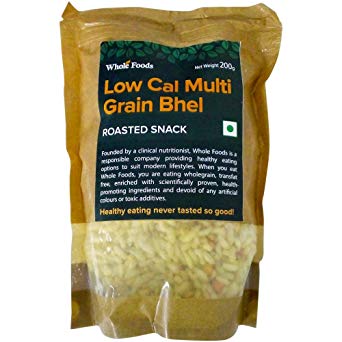 Whole Foods
Net Weight 200g
Low Cal Multi
Grain Bhel
ROASTED SNACK
Founded by a clinical nutritionist, Whole Foods is a
responsible company providing healthy eating
options to suit modern lifestyles. When you eat
Whole Foods, you are eating wholegrain, transfat
free, enriched with scientifically proven, health-
promoting ingredients and devoid of any artificial
colours or toxic additives.
Healthy eating never tasted so good!